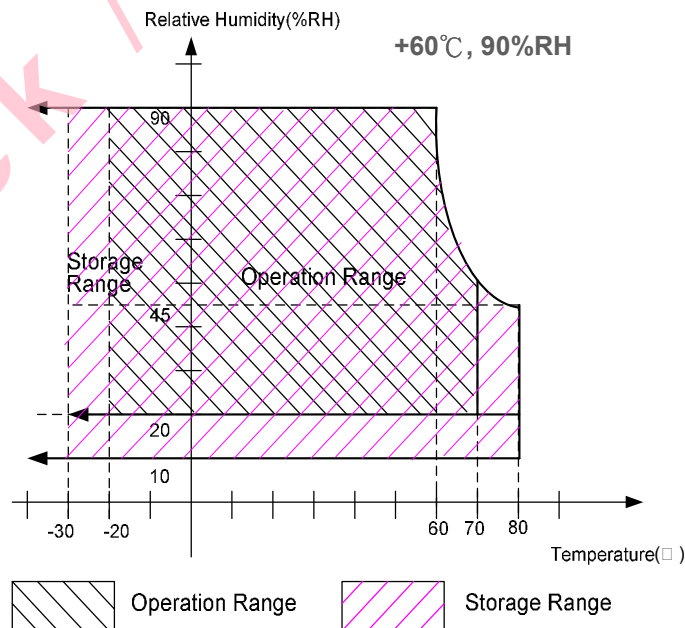 Relative Humidity(%RH)
+60℃, 90%RH
90
Storage
Range
Operation Range
45
20
10
-30
-20
60
70
80
Temperature(□ )
Operation Range
Storage Range